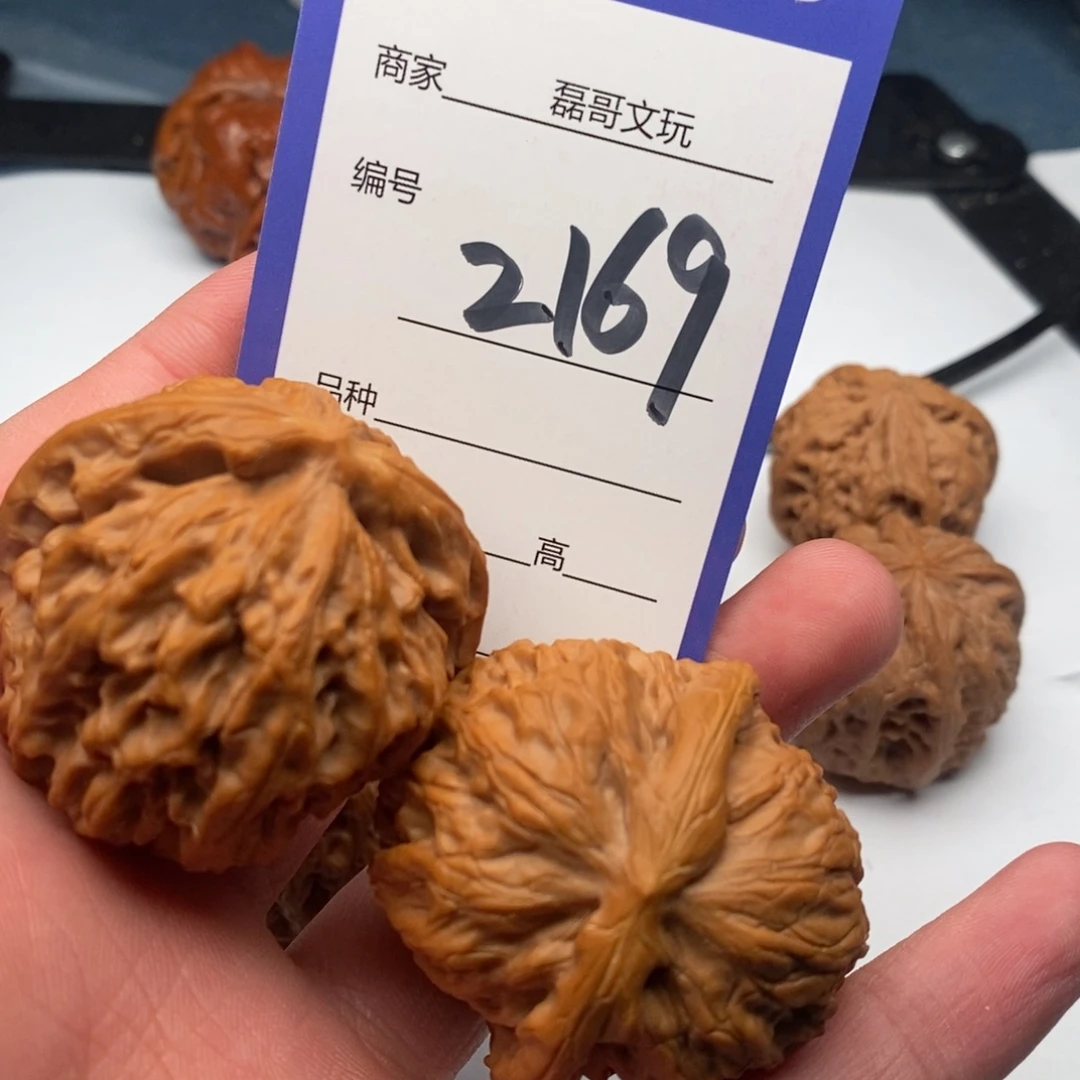 商家 磊哥文玩
编号 2169
品种
高